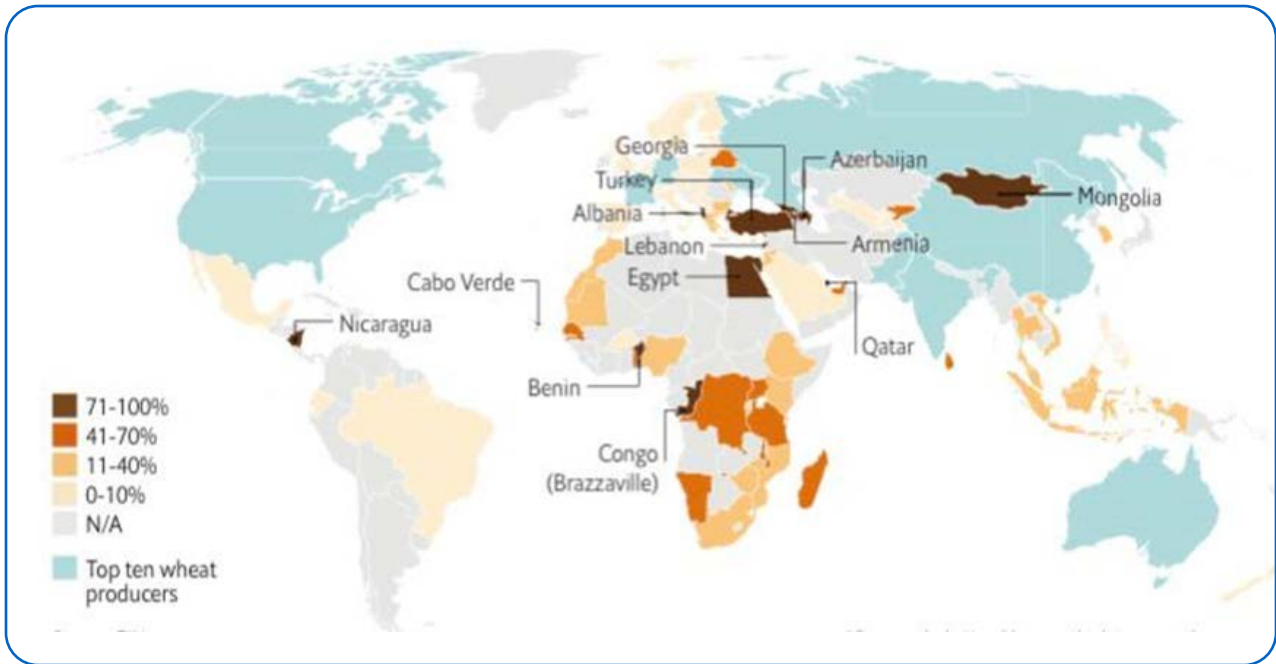 Georgia
Azerbaijan
Turkey
Mongolia
Albania
Lebanon
Armenia
Egypt
Cabo Verde
Nicaragua
Qatar
Benin
71-100%
41-70%
11-40%
0-10%
N/A
Congo
(Brazzaville)
Top ten wheat
producers